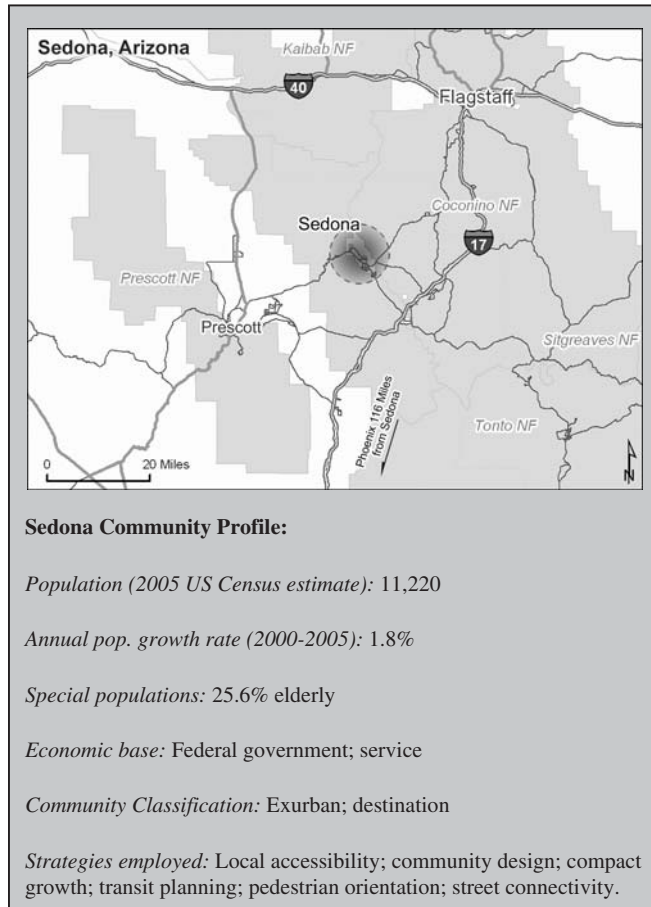 Sedona, Arizona
Kaibab NF
40
Flagstaff
Coconino NF
Sedona
17
Prescott NF
Prescott
Sitgreaves NF
Phoenix 116 Miles
from Sedona
Tonto NF
0 20 Miles
N
Sedona Community Profile:
Population (2005 US Census estimate): 11,220
Annual pop. growth rate (2000-2005): 1.8%
Special populations: 25.6% elderly
Economic base: Federal government; service
Community Classification: Exurban; destination
Strategies employed: Local accessibility; community design; compact
growth; transit planning; pedestrian orientation; street connectivity.